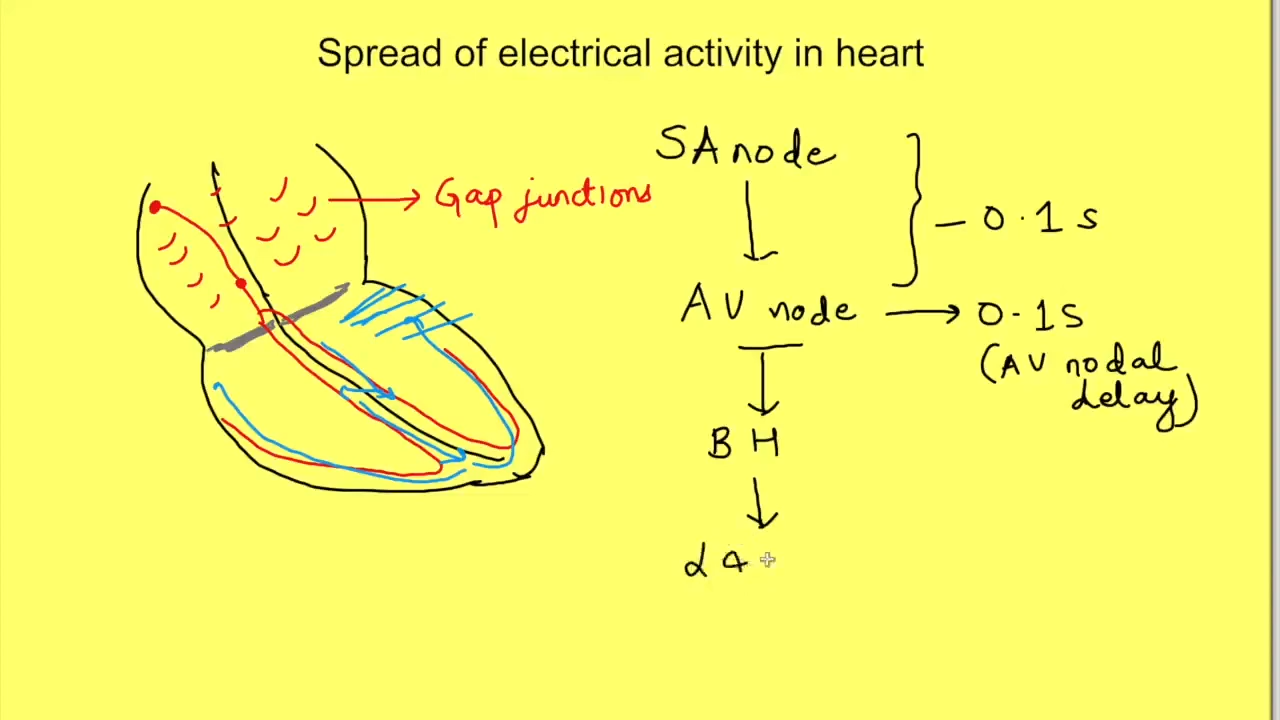 Spread of electrical activity in heart
SA node
Gap junctions
- 0.1 s
AV node → 0.1 s
(AV nodal
delay)
BH